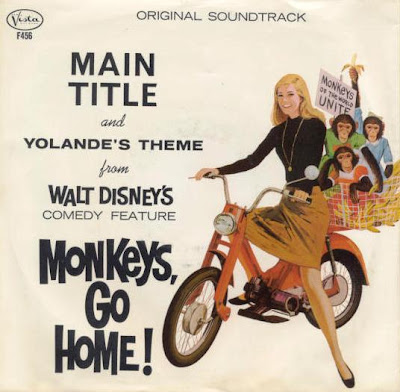 ORIGINAL SOUNDTRACK
Vista
F456
MAIN
TITLE
and
YOLANDE'S THEME
from
WALT DISNEY'S
COMEDY FEATURE
MONKeYS,
GO
HOME!
MONKeYS
OF THE WORLD
UNITE